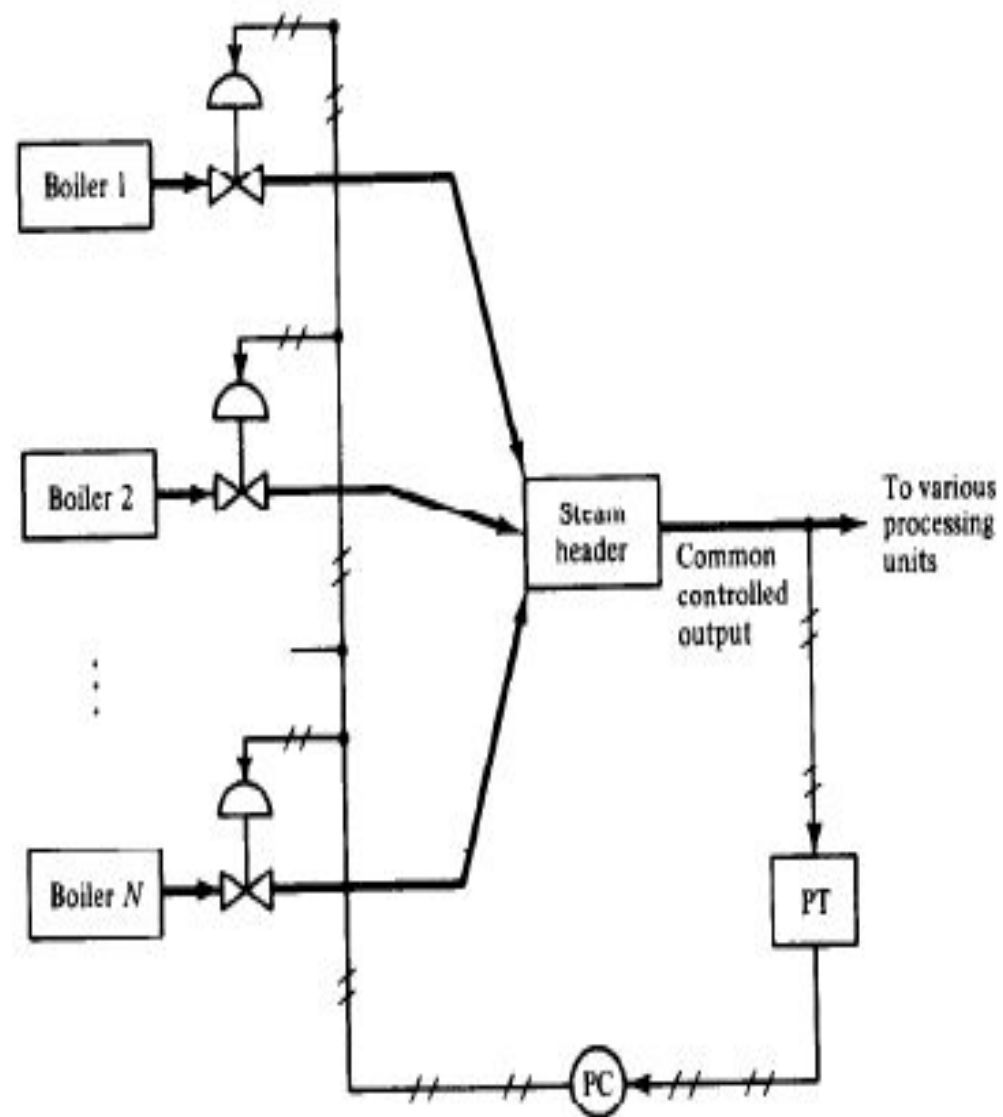 Boiler 1
Boiler 2
Steam
header
Common
controlled
output
To various
processing
units
Boiler N
PT
PC